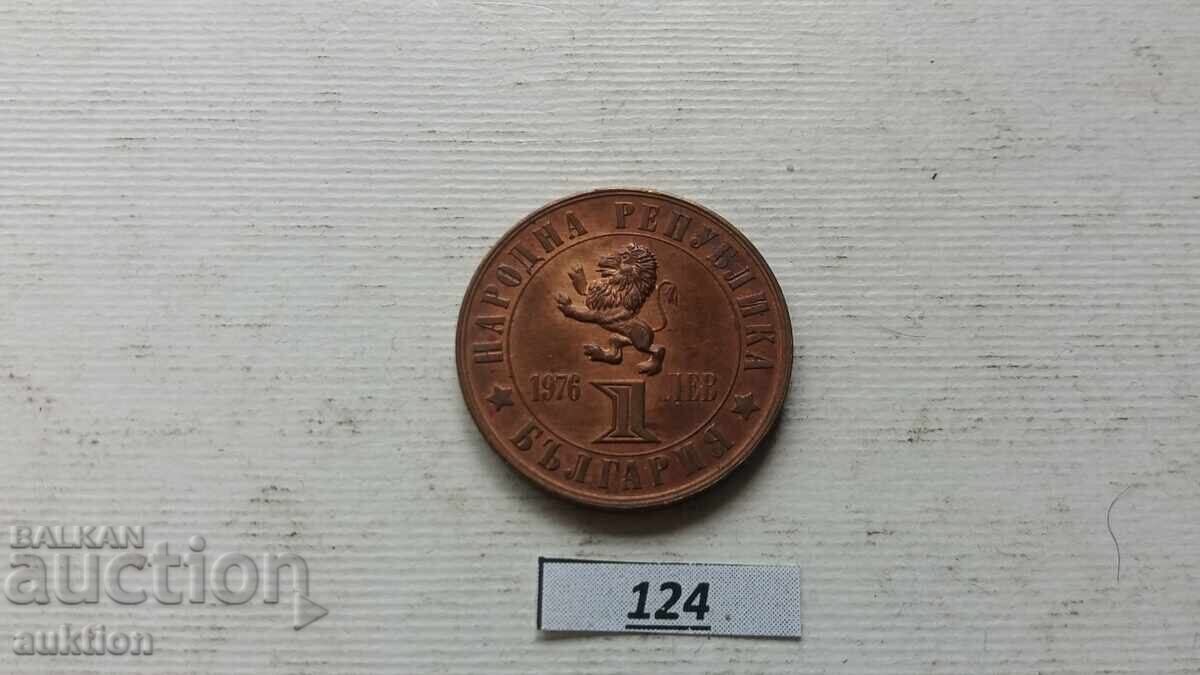 НАРОДНА РЕПУБЛИКА
1976 ЛЕВ
1
БЪЛГАРИЯ
BALKAN
auction
auktion
124